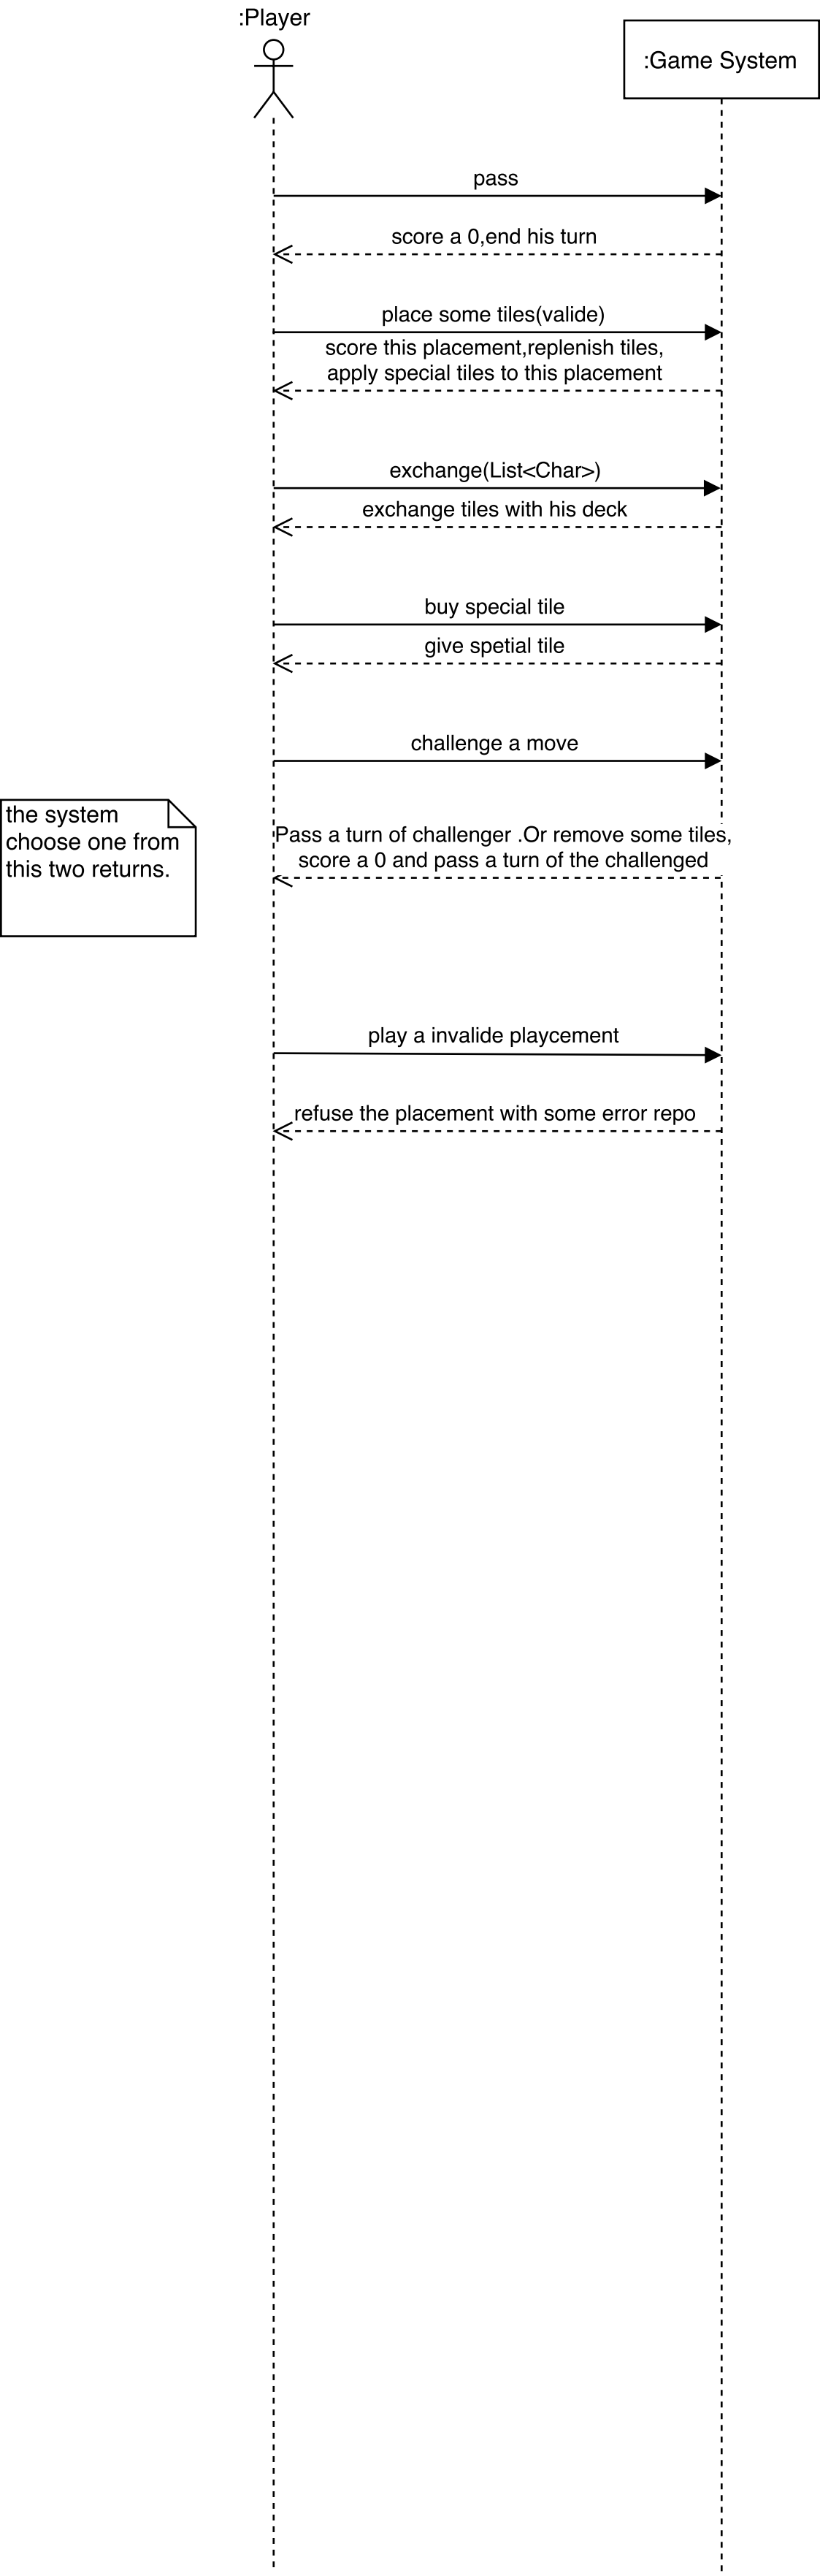 :Player
:Game System
pass
score a 0,end his turn
place some tiles(valide)
score this placement,replenish tiles,
apply special tiles to this placement
exchange(List<Char>)
exchange tiles with his deck
buy special tile
give spetial tile
challenge a move
the system
choose one from
this two returns.
Pass a turn of challenger .Or remove some tiles,
score a 0 and pass a turn of the challenged
play a invalide playcement
refuse the placement with some error repo